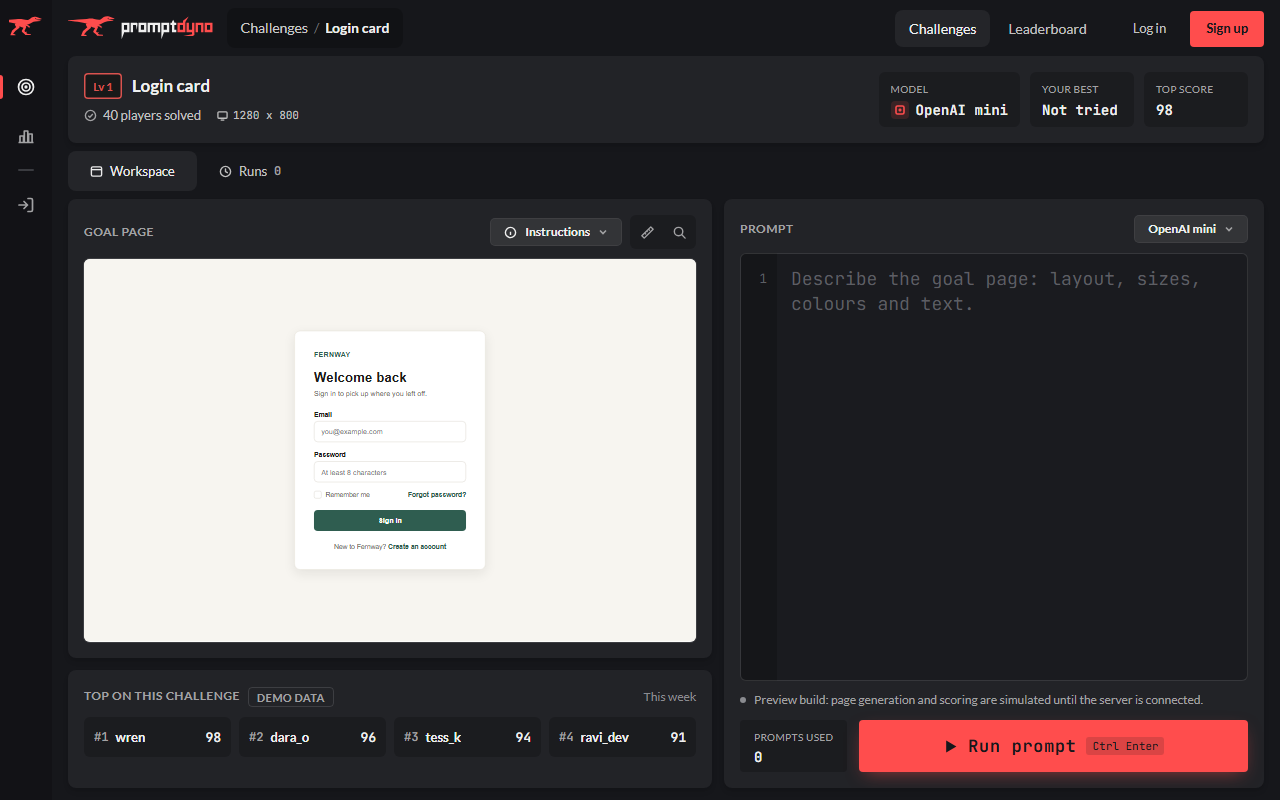 promptdyno
Challenges / Login card
Challenges
Leaderboard
Log in
Sign up
Lv 1
Login card
40 players solved
1280 x 800
MODEL
OpenAI mini
YOUR BEST
Not tried
TOP SCORE
98
Workspace
Runs 0
GOAL PAGE
Instructions
FERNWAY
Welcome back
Sign in to pick up where you left off.
Email
you@example.com
Password
At least 8 characters
Remember me
Forgot password?
Sign in
New to Fernway? Create an account
TOP ON THIS CHALLENGE
DEMO DATA
This week
#1 wren 98
#2 dara_o 96
#3 tess_k 94
#4 ravi_dev 91
PROMPT
OpenAI mini
1
Describe the goal page: layout, sizes,
colours and text.
Preview build: page generation and scoring are simulated until the server is connected.
PROMPTS USED
0
Run prompt
Ctrl Enter